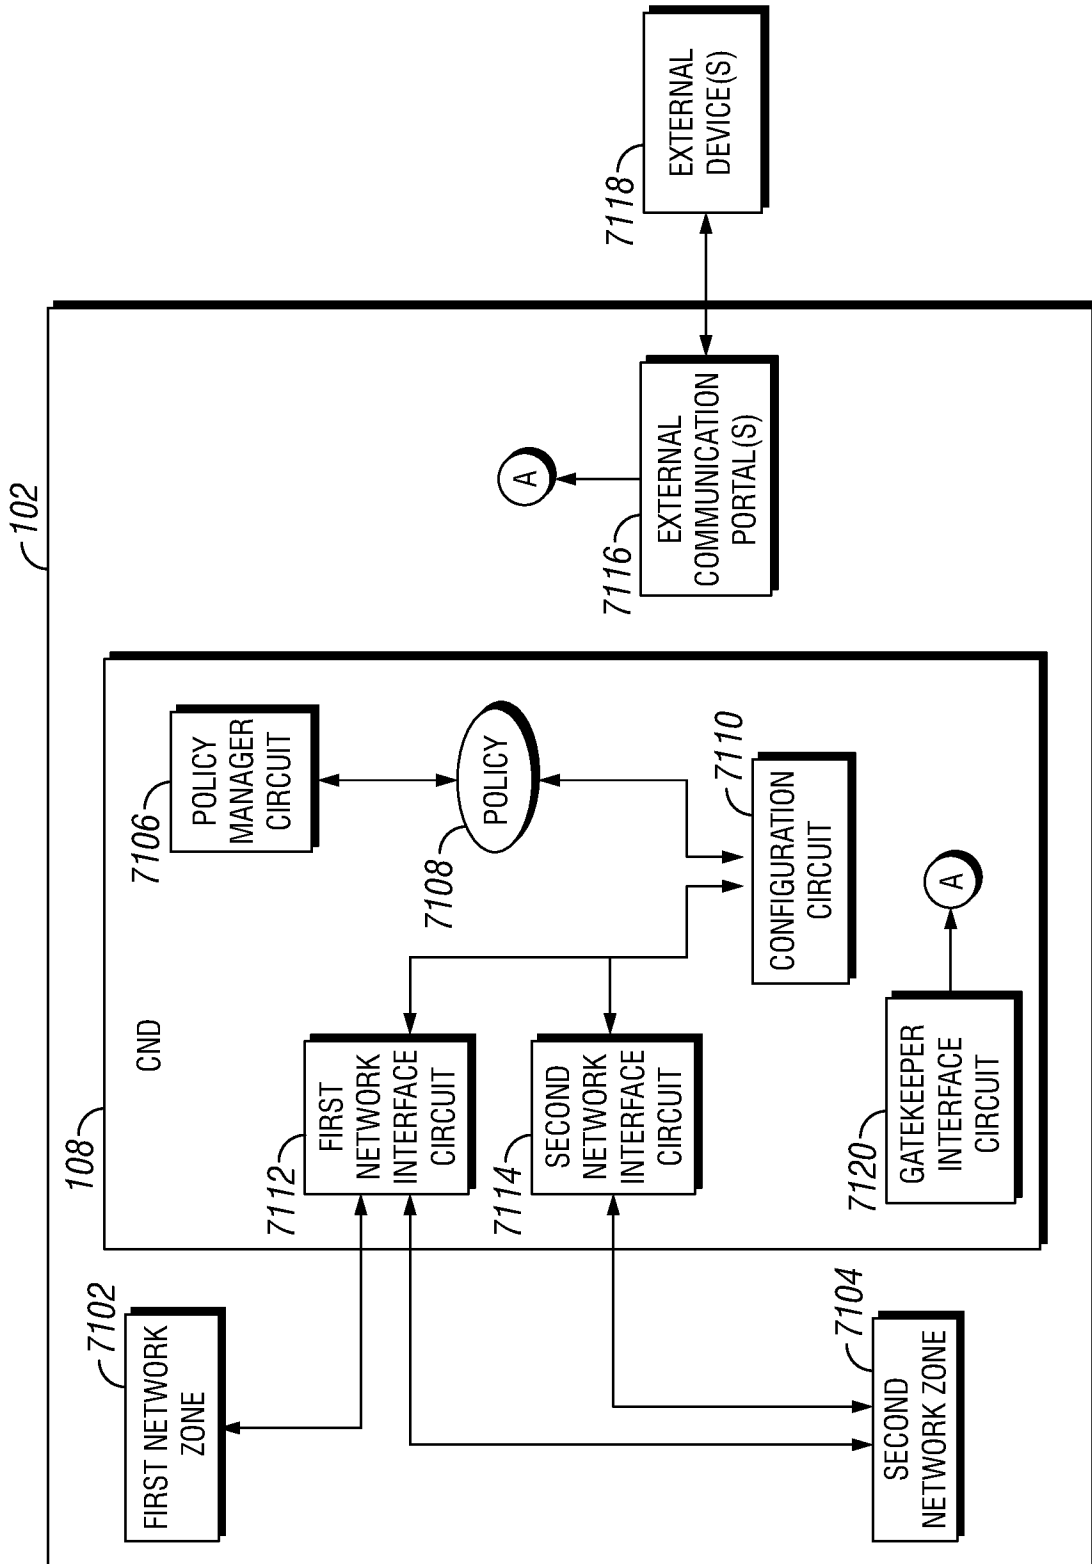 102
108
CND
7102
FIRST NETWORK
ZONE
7112
FIRST
NETWORK
INTERFACE
CIRCUIT
7106
POLICY
MANAGER
CIRCUIT
7108
POLICY
7114
SECOND
NETWORK
INTERFACE
CIRCUIT
7110
CONFIGURATION
CIRCUIT
7104
SECOND
NETWORK ZONE
7120
GATEKEEPER
INTERFACE
CIRCUIT
A
A
7116
EXTERNAL
COMMUNICATION
PORTAL(S)
7118
EXTERNAL
DEVICE(S)